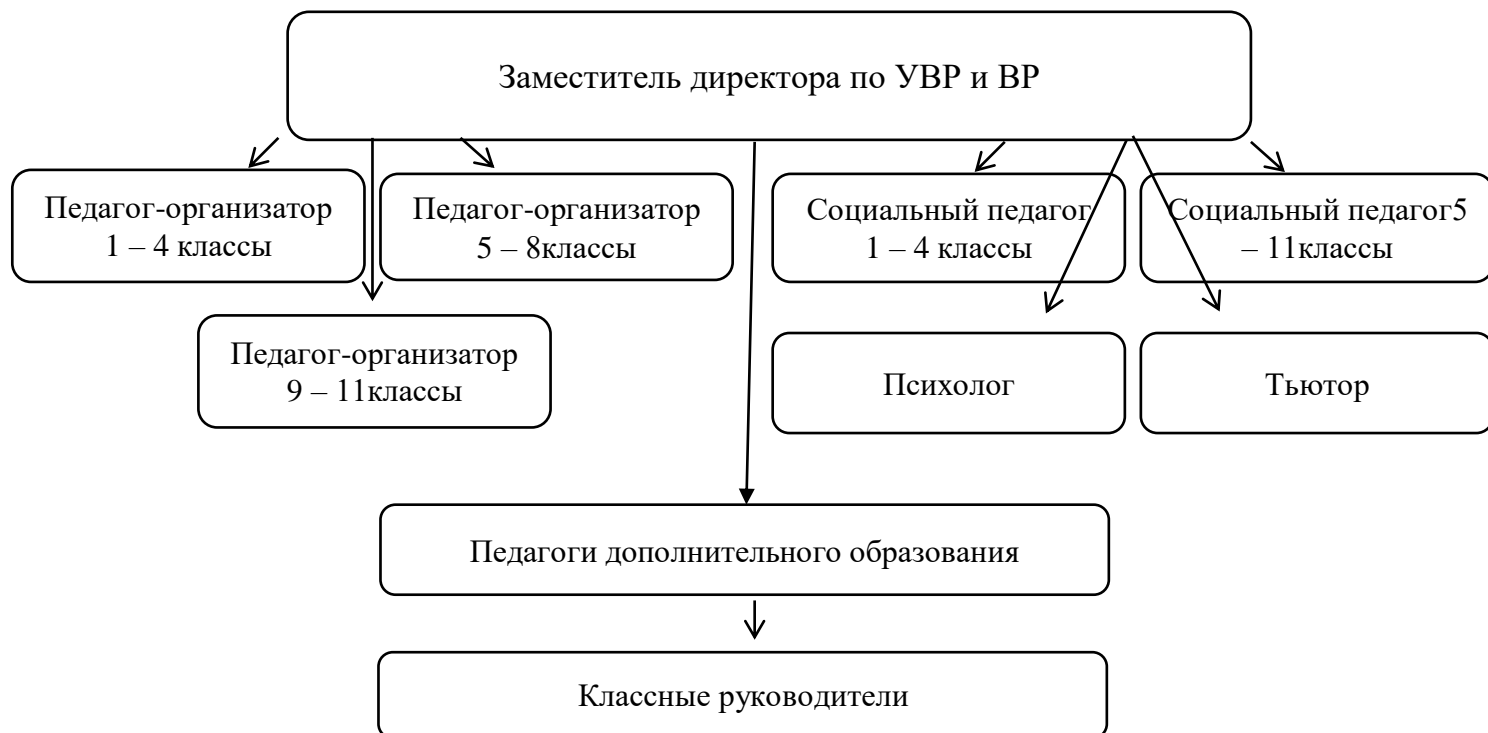 Заместитель директора по УВР и ВР
Педагог-организатор
1 – 4 классы
Педагог-организатор
5 – 8классы
Социальный педагог
1 – 4 классы
Социальный педагог5
– 11классы
Педагог-организатор
9 – 11классы
Психолог
Тьютор
Педагоги дополнительного образования
Классные руководители